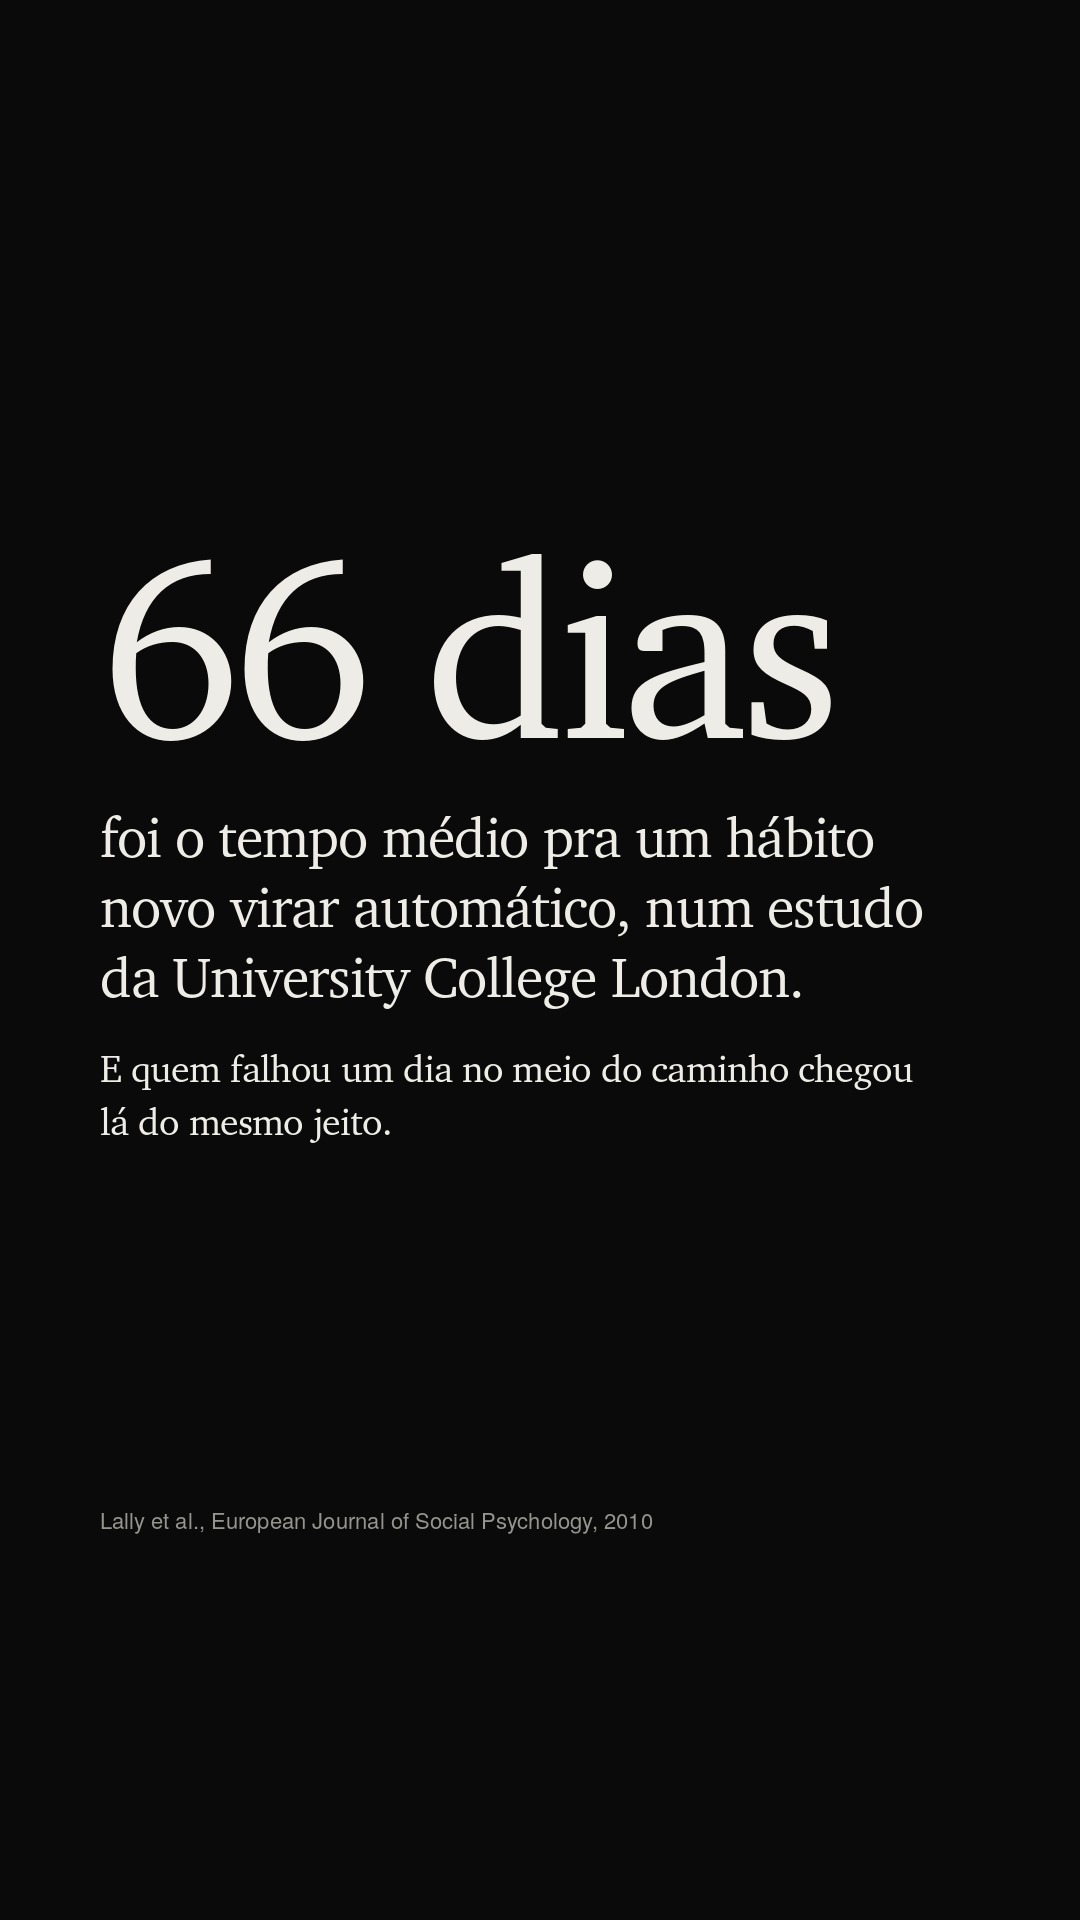 66 dias
foi o tempo médio pra um hábito
novo virar automático, num estudo
da University College London.
E quem falhou um dia no meio do caminho chegou
lá do mesmo jeito.
Lally et al., European Journal of Social Psychology, 2010